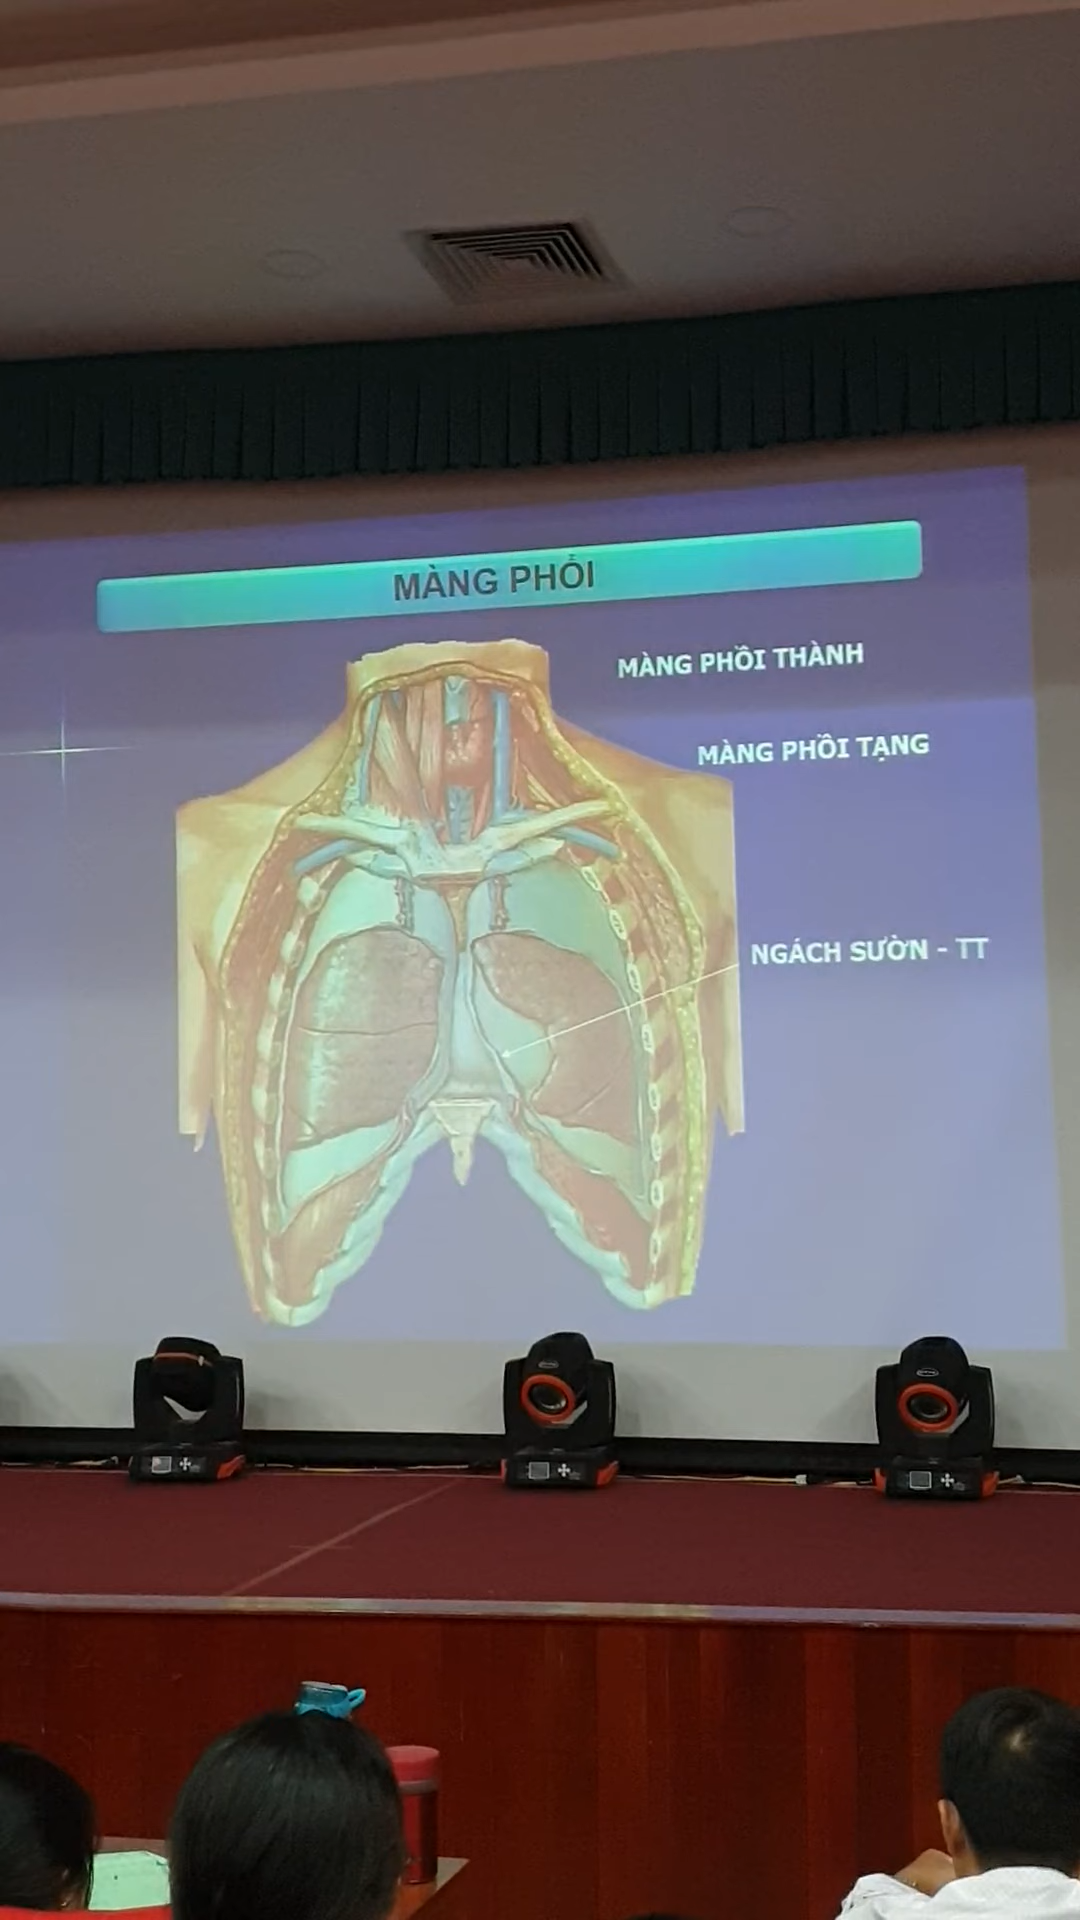 MÀNG PHỔI
MÀNG PHỔI THÀNH
MÀNG PHỔI TẠNG
NGÁCH SƯỜN - TT